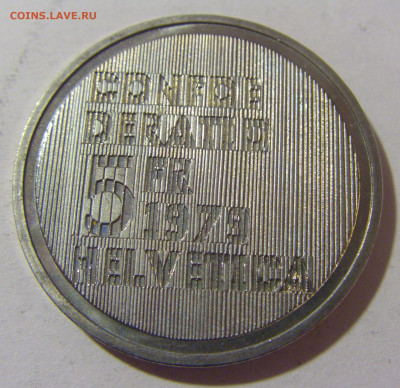 COINS.LAVE.RU
CONFOE
DERATIO
5 FR
1979
HELVETICA